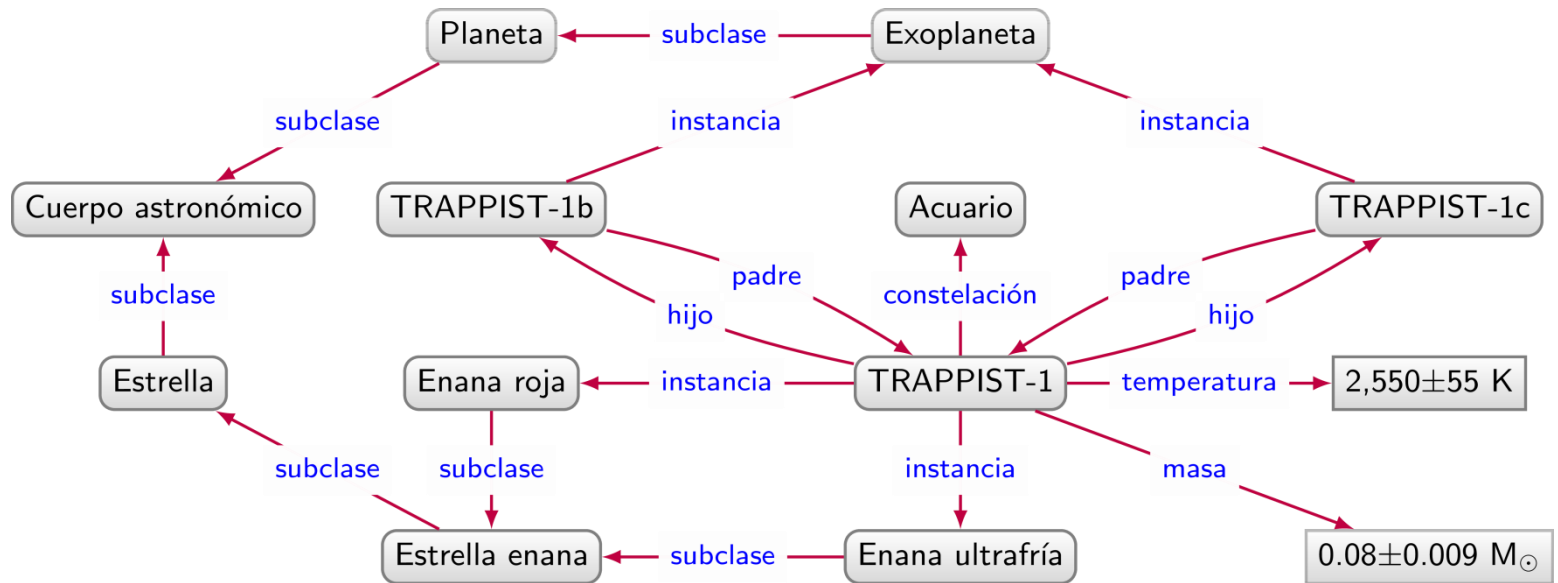 Planeta
subclase
Exoplaneta
subclase
instancia
instancia
Cuerpo astronómico
TRAPPIST-1b
Acuario
TRAPPIST-1c
padre
padre
subclase
constelación
hijo
hijo
Estrella
Enana roja
instancia
TRAPPIST-1
temperatura
2,550±55 K
subclase
subclase
instancia
masa
Estrella enana
subclase
Enana ultrafría
0.08±0.009 M☉